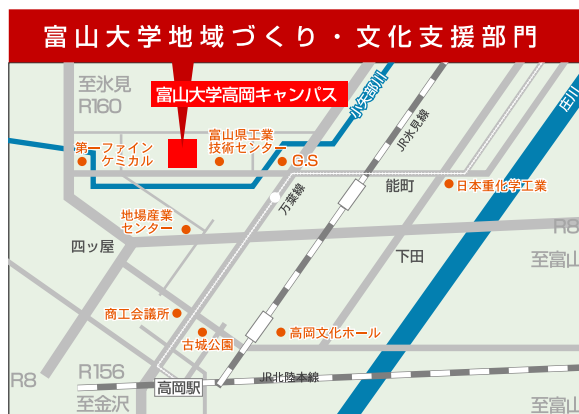 富山大学地域づくり・文化支援部門
至氷見
R160
富山大学高岡キャンパス
小矢部川
庄川
JR氷見線
第一ファイン
ケミカル
富山県工業
技術センター
G.S
万葉線
能町
日本重化学工業
地場産業
センター
四ッ屋
下田
R8
至富山
商工会議所
古城公園
高岡文化ホール
R8
R156
至金沢
高岡駅
JR北陸本線
至富山